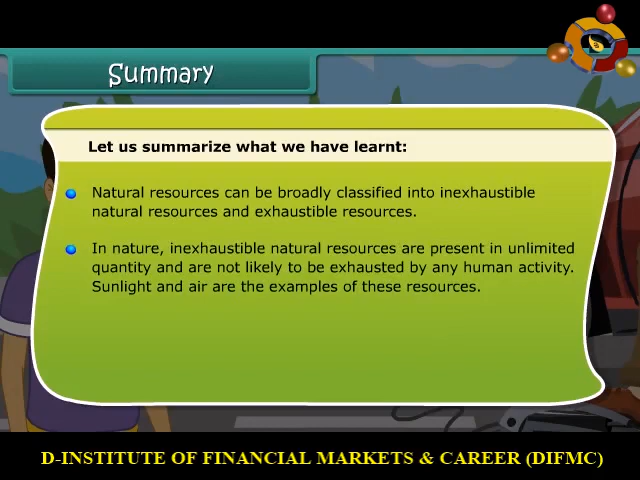 Summary
Let us summarize what we have learnt:
Natural resources can be broadly classified into inexhaustible
natural resources and exhaustible resources.
In nature, inexhaustible natural resources are present in unlimited
quantity and are not likely to be exhausted by any human activity.
Sunlight and air are the examples of these resources.
D-INSTITUTE OF FINANCIAL MARKETS & CAREER (DIFMC)